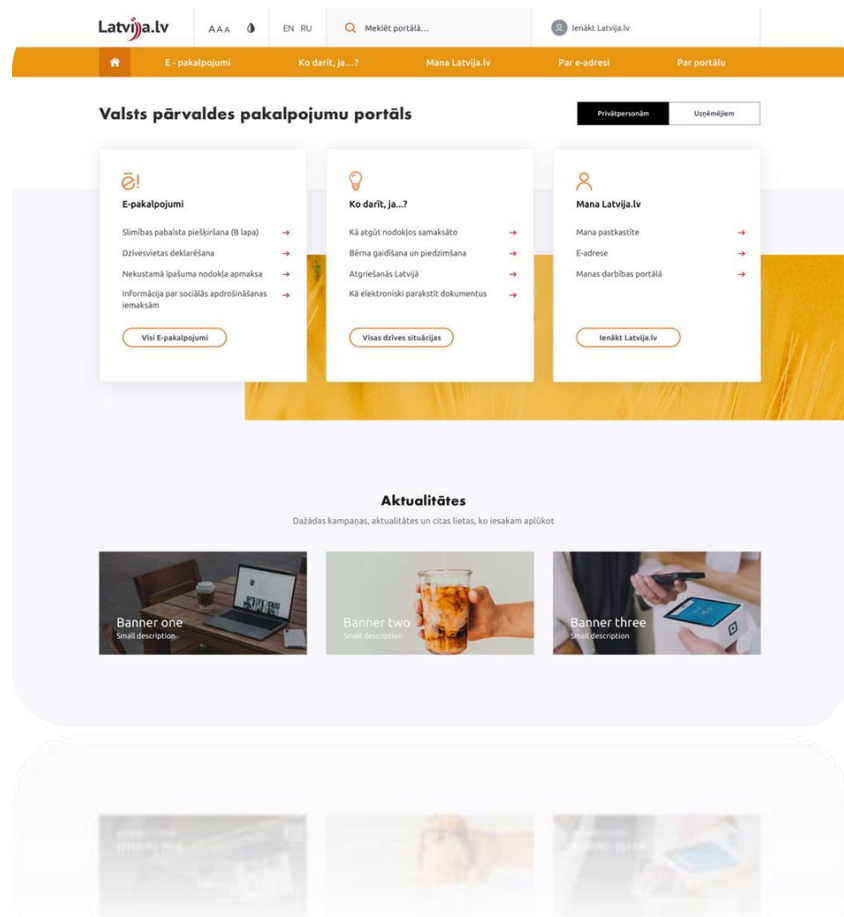 Latvija.lv
A A A
EN RU
Meklēt portālā...
Ienākt Latvija.lv
E - pakalpojumi
Ko darīt, ja...?
Mana Latvija.lv
Par e-adresi
Par portālu
Valsts pārvaldes pakalpojumu portāls
Privātpersonām
Uzņēmējiem
ē!
E-pakalpojumi
Slimības pabalsta piešķiršana (B lapa)
Dzīvesvietas deklarēšana
Nekustamā īpašuma nodokļa apmaksa
Informācija par sociālās apdrošināšanas
iemaksām
Visi E-pakalpojumi
Ko darīt, ja...?
Kā atgūt nodokļos samaksāto
Bērna gaidīšana un piedzimšana
Atgriešanās Latvijā
Kā elektroniski parakstīt dokumentus
Visas dzīves situācijas
Mana Latvija.lv
Mana pastkastīte
E-adrese
Manas darbības portālā
Ienākt Latvija.lv
Aktualitātes
Dažādas kampaņas, aktualitātes un citas lietas, ko iesakam aplūkot
Banner one
Small description
Banner two
Small description
Banner three
Small description